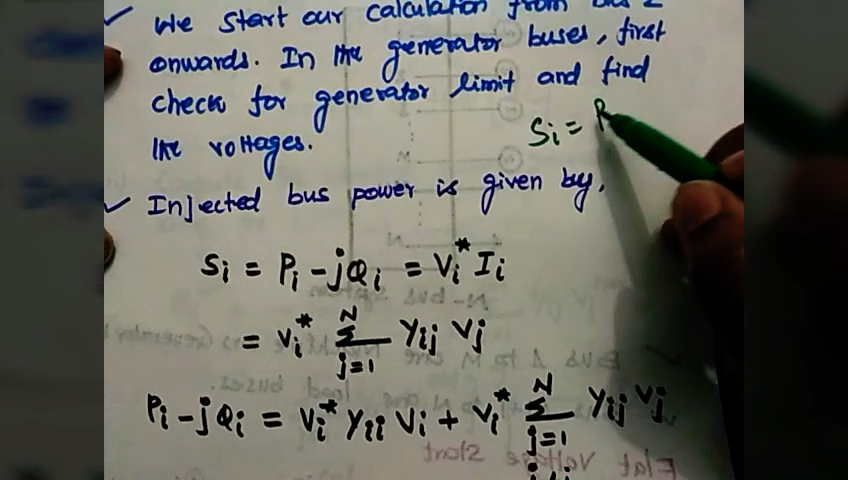 ✓ We start our calculation from bus 2
onwards. In the generator buses, first
check for generator limit and find
the voltages.
Si =
✓ Injected bus power is given by,
Si = Pi - jQi = Vi* Ii
= Vi* N Σ j=1 Yij Vj
Pi - jQi = Vi* Yii Vi + Vi* N Σ j=1 Yij Vj